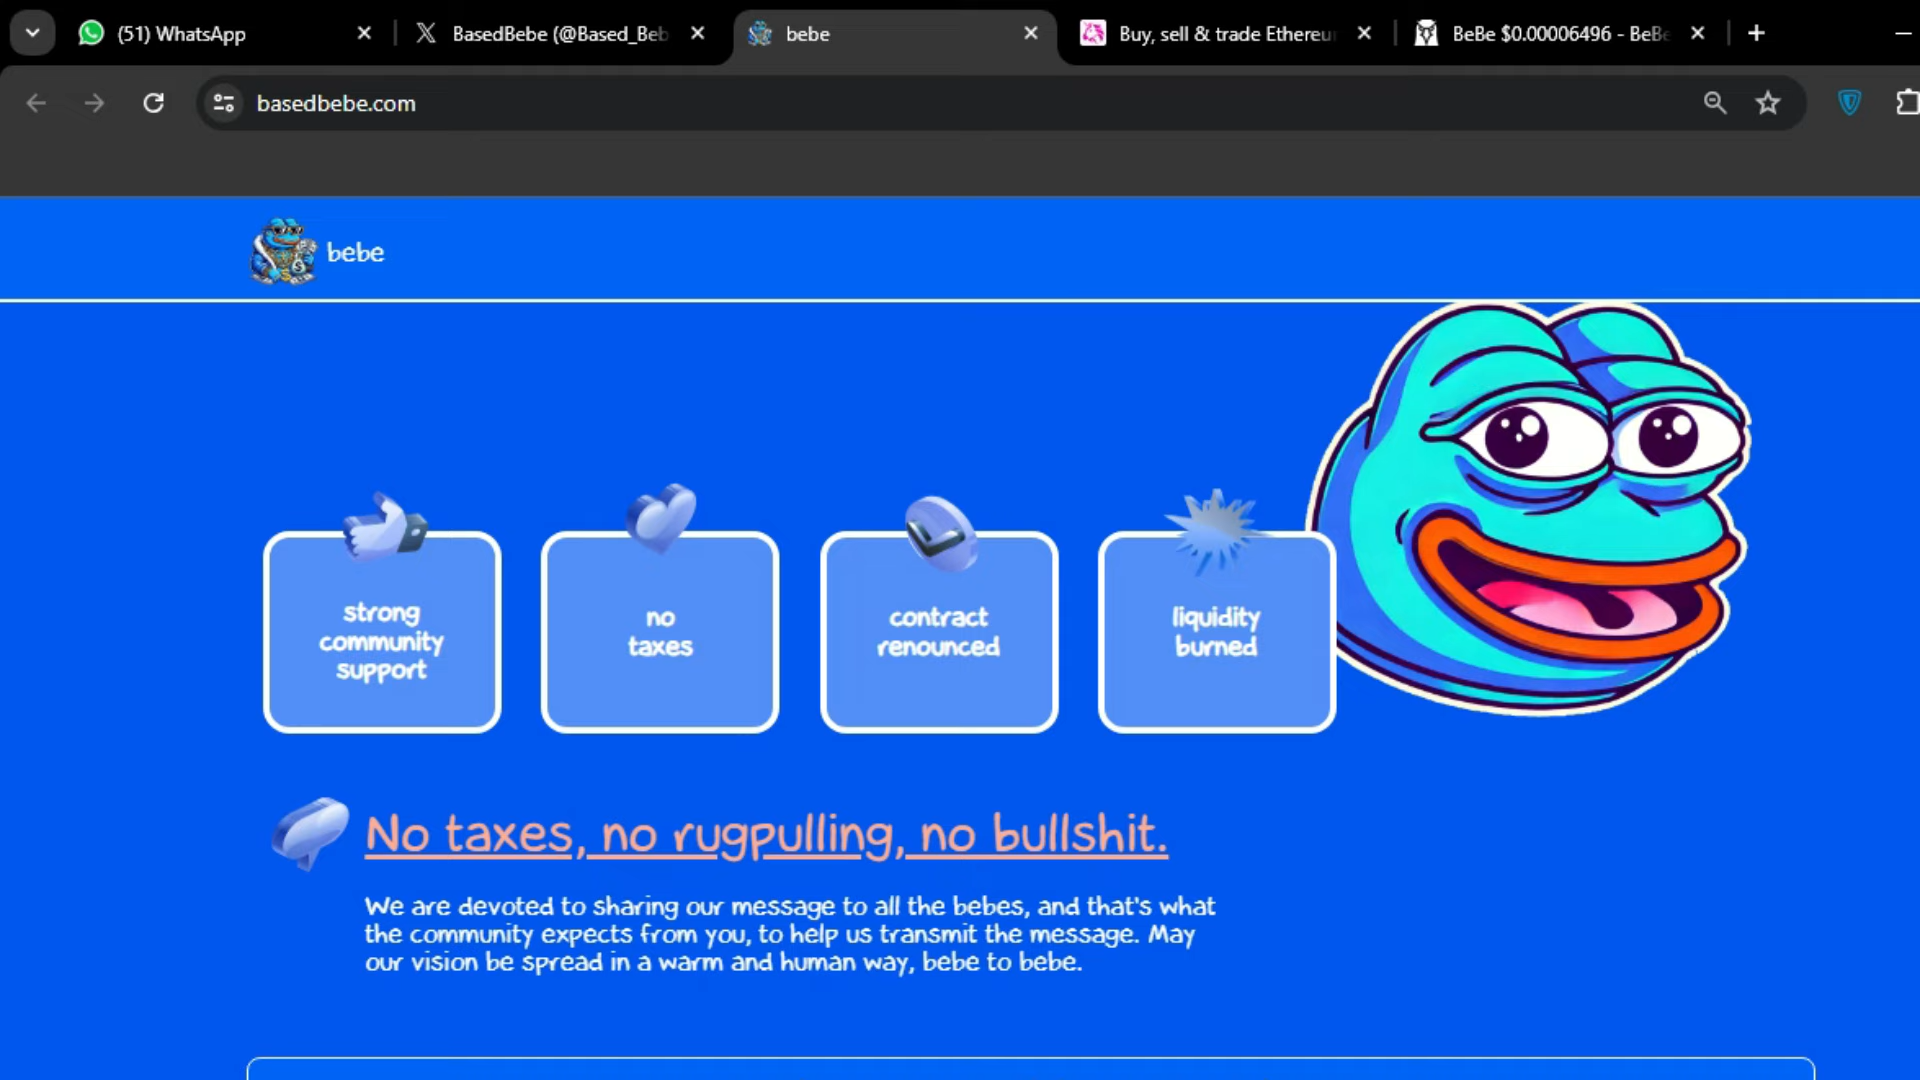 (51) WhatsApp
BasedBebe (@Based_Beb
bebe
Buy, sell & trade Ethereu
BeBe $0.00006496 - BeBe
basedbebe.com
bebe
strong
community
support
no
taxes
contract
renounced
liquidity
burned
No taxes, no rugpulling, no bullshit.
We are devoted to sharing our message to all the bebes, and that's what
the community expects from you, to help us transmit the message. May
our vision be spread in a warm and human way, bebe to bebe.